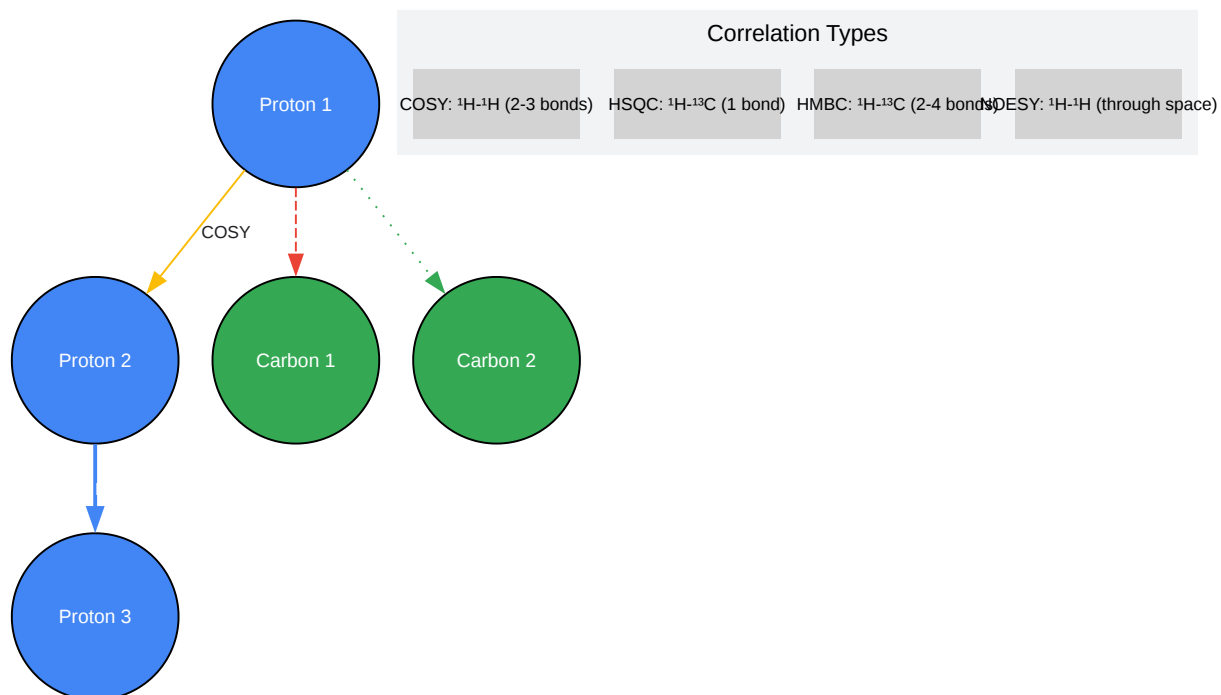 Correlation Types
Proton 1
COSY: ¹H-¹H (2-3 bonds)
HSQC: ¹H-¹³C (1 bond)
HMBC: ¹H-¹³C (2-4 bonds)
NOESY: ¹H-¹H (through space)
COSY
Proton 2
Carbon 1
Carbon 2
Proton 3